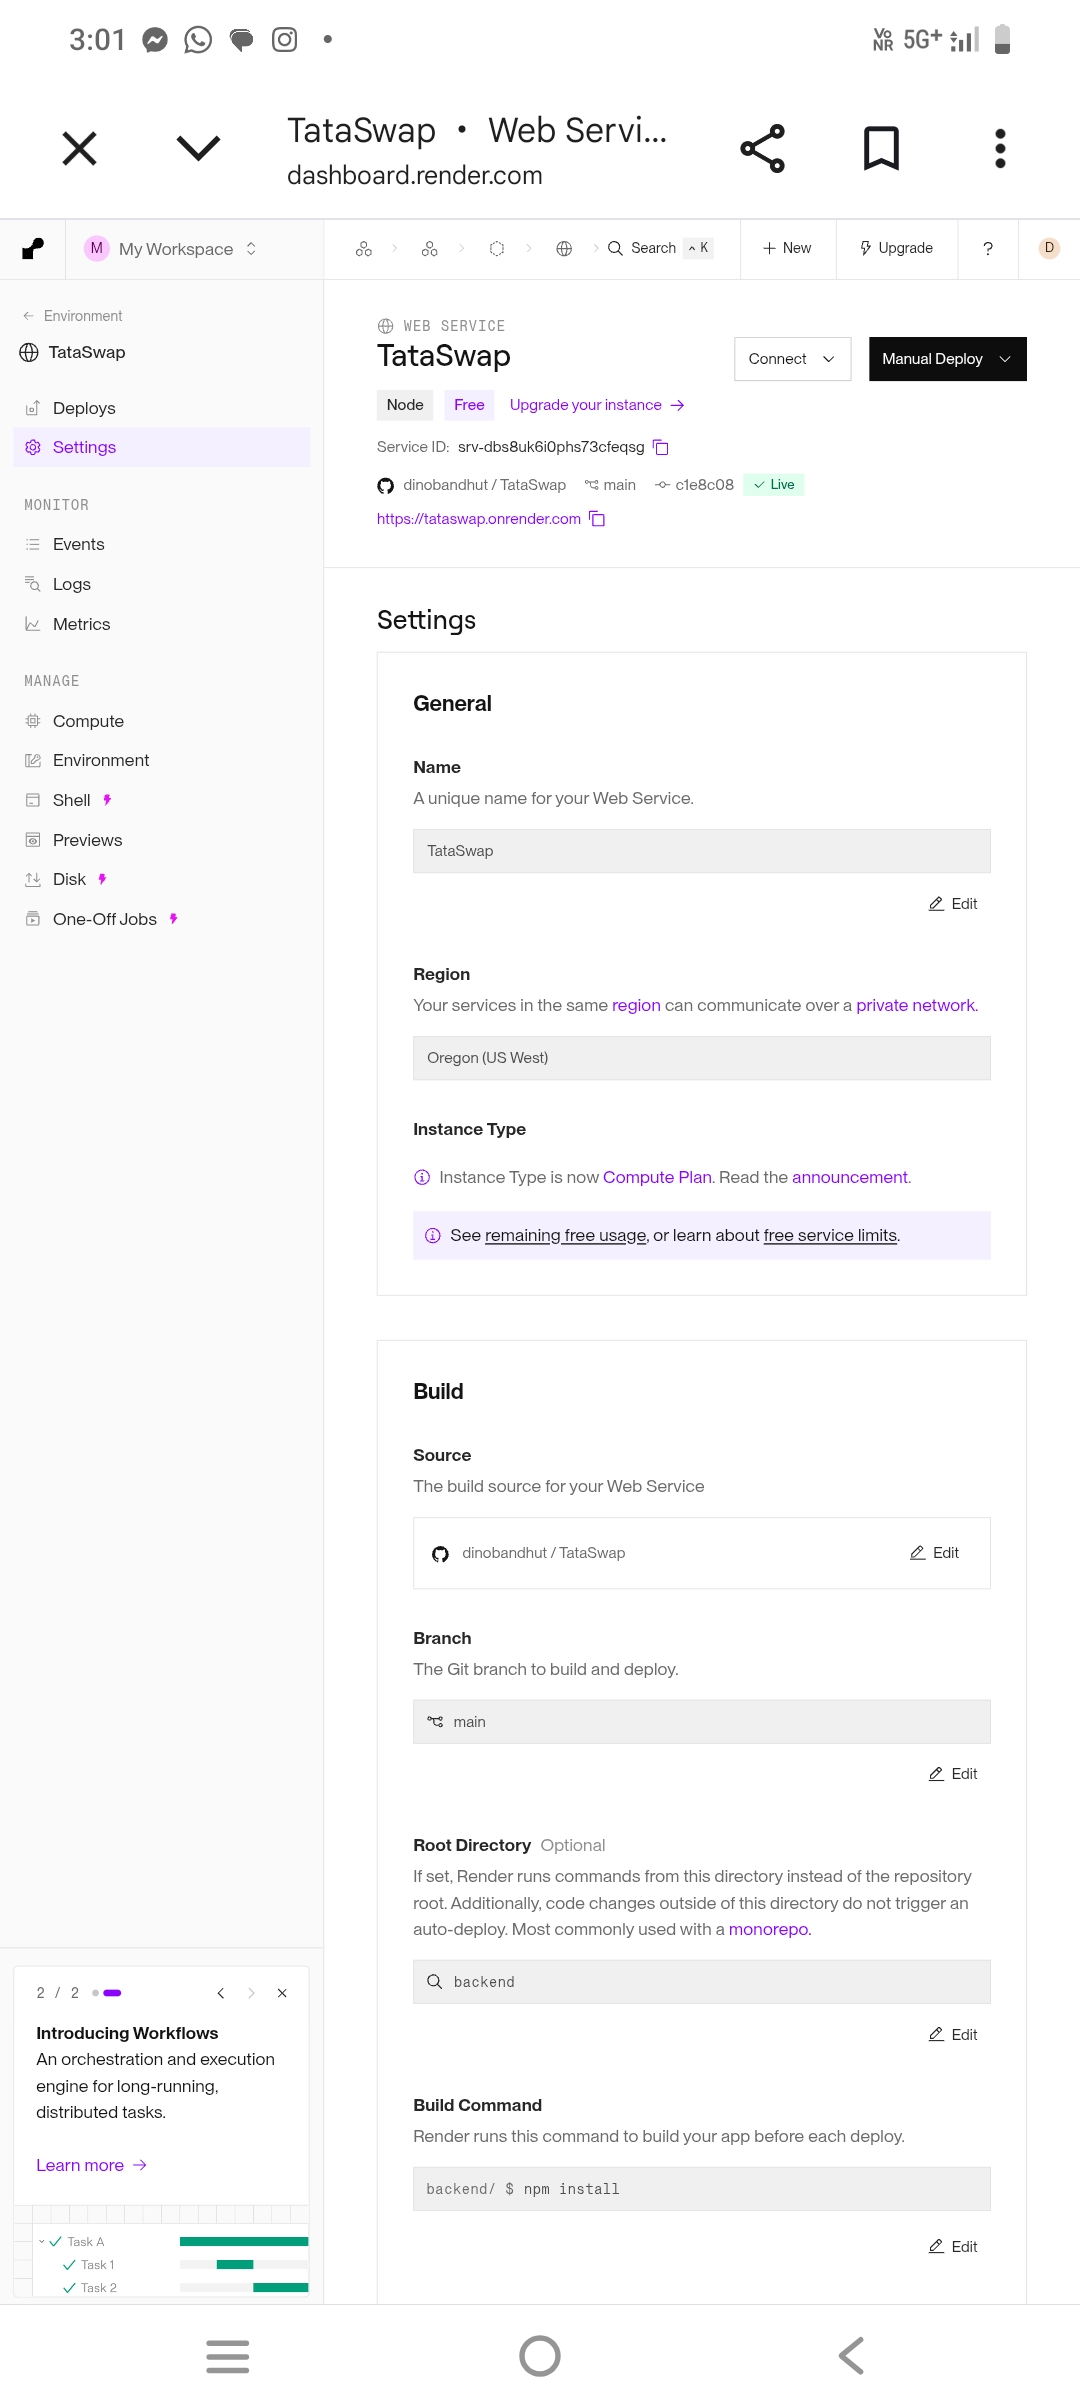 3:01
Vo NR 5G+
TataSwap • Web Servi...
dashboard.render.com
M My Workspace
Search ^ K
New
Upgrade
?
D
Environment
TataSwap
Deploys
Settings
MONITOR
Events
Logs
Metrics
MANAGE
Compute
Environment
Shell
Previews
Disk
One-Off Jobs
2 / 2
Introducing Workflows
An orchestration and execution
engine for long-running,
distributed tasks.
Learn more →
Task A
Task 1
Task 2
WEB SERVICE
TataSwap
Connect
Manual Deploy
Node Free Upgrade your instance →
Service ID: srv-dbs8uk6i0phs73cfeqsg
dinobandhut / TataSwap main c1e8c08 Live
https://tataswap.onrender.com
Settings
General
Name
A unique name for your Web Service.
TataSwap
Edit
Region
Your services in the same region can communicate over a private network.
Oregon (US West)
Instance Type
Instance Type is now Compute Plan. Read the announcement.
See remaining free usage, or learn about free service limits.
Build
Source
The build source for your Web Service
dinobandhut / TataSwap
Edit
Branch
The Git branch to build and deploy.
main
Edit
Root Directory Optional
If set, Render runs commands from this directory instead of the repository
root. Additionally, code changes outside of this directory do not trigger an
auto-deploy. Most commonly used with a monorepo.
backend
Edit
Build Command
Render runs this command to build your app before each deploy.
backend/ $ npm install
Edit